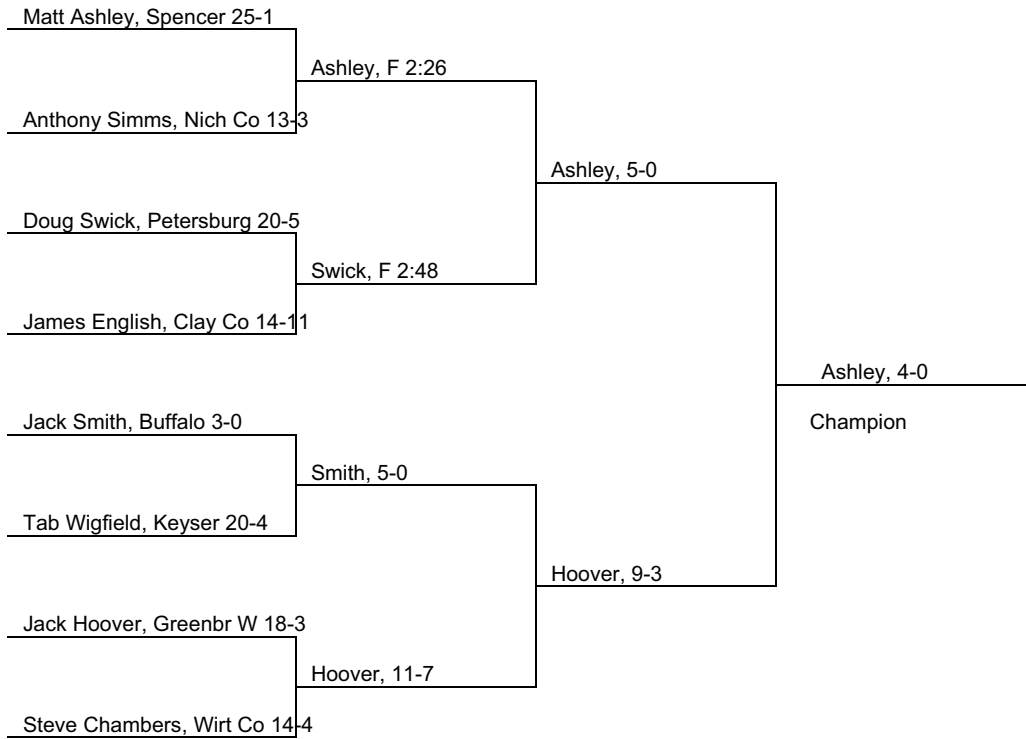 Matt Ashley, Spencer 25-1
Ashley, F 2:26
Anthony Simms, Nich Co 13-3
Ashley, 5-0
Doug Swick, Petersburg 20-5
Swick, F 2:48
James English, Clay Co 14-11
Ashley, 4-0
Jack Smith, Buffalo 3-0
Champion
Smith, 5-0
Tab Wigfield, Keyser 20-4
Hoover, 9-3
Jack Hoover, Greenbr W 18-3
Hoover, 11-7
Steve Chambers, Wirt Co 14-4